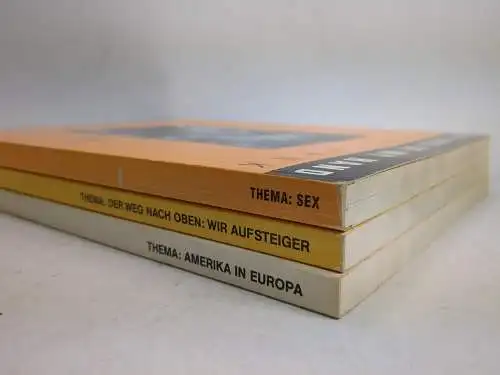 THEMA: SEX
THEMA: DER WEG NACH OBEN: WIR AUFSTEIGER
THEMA: AMERIKA IN EUROPA